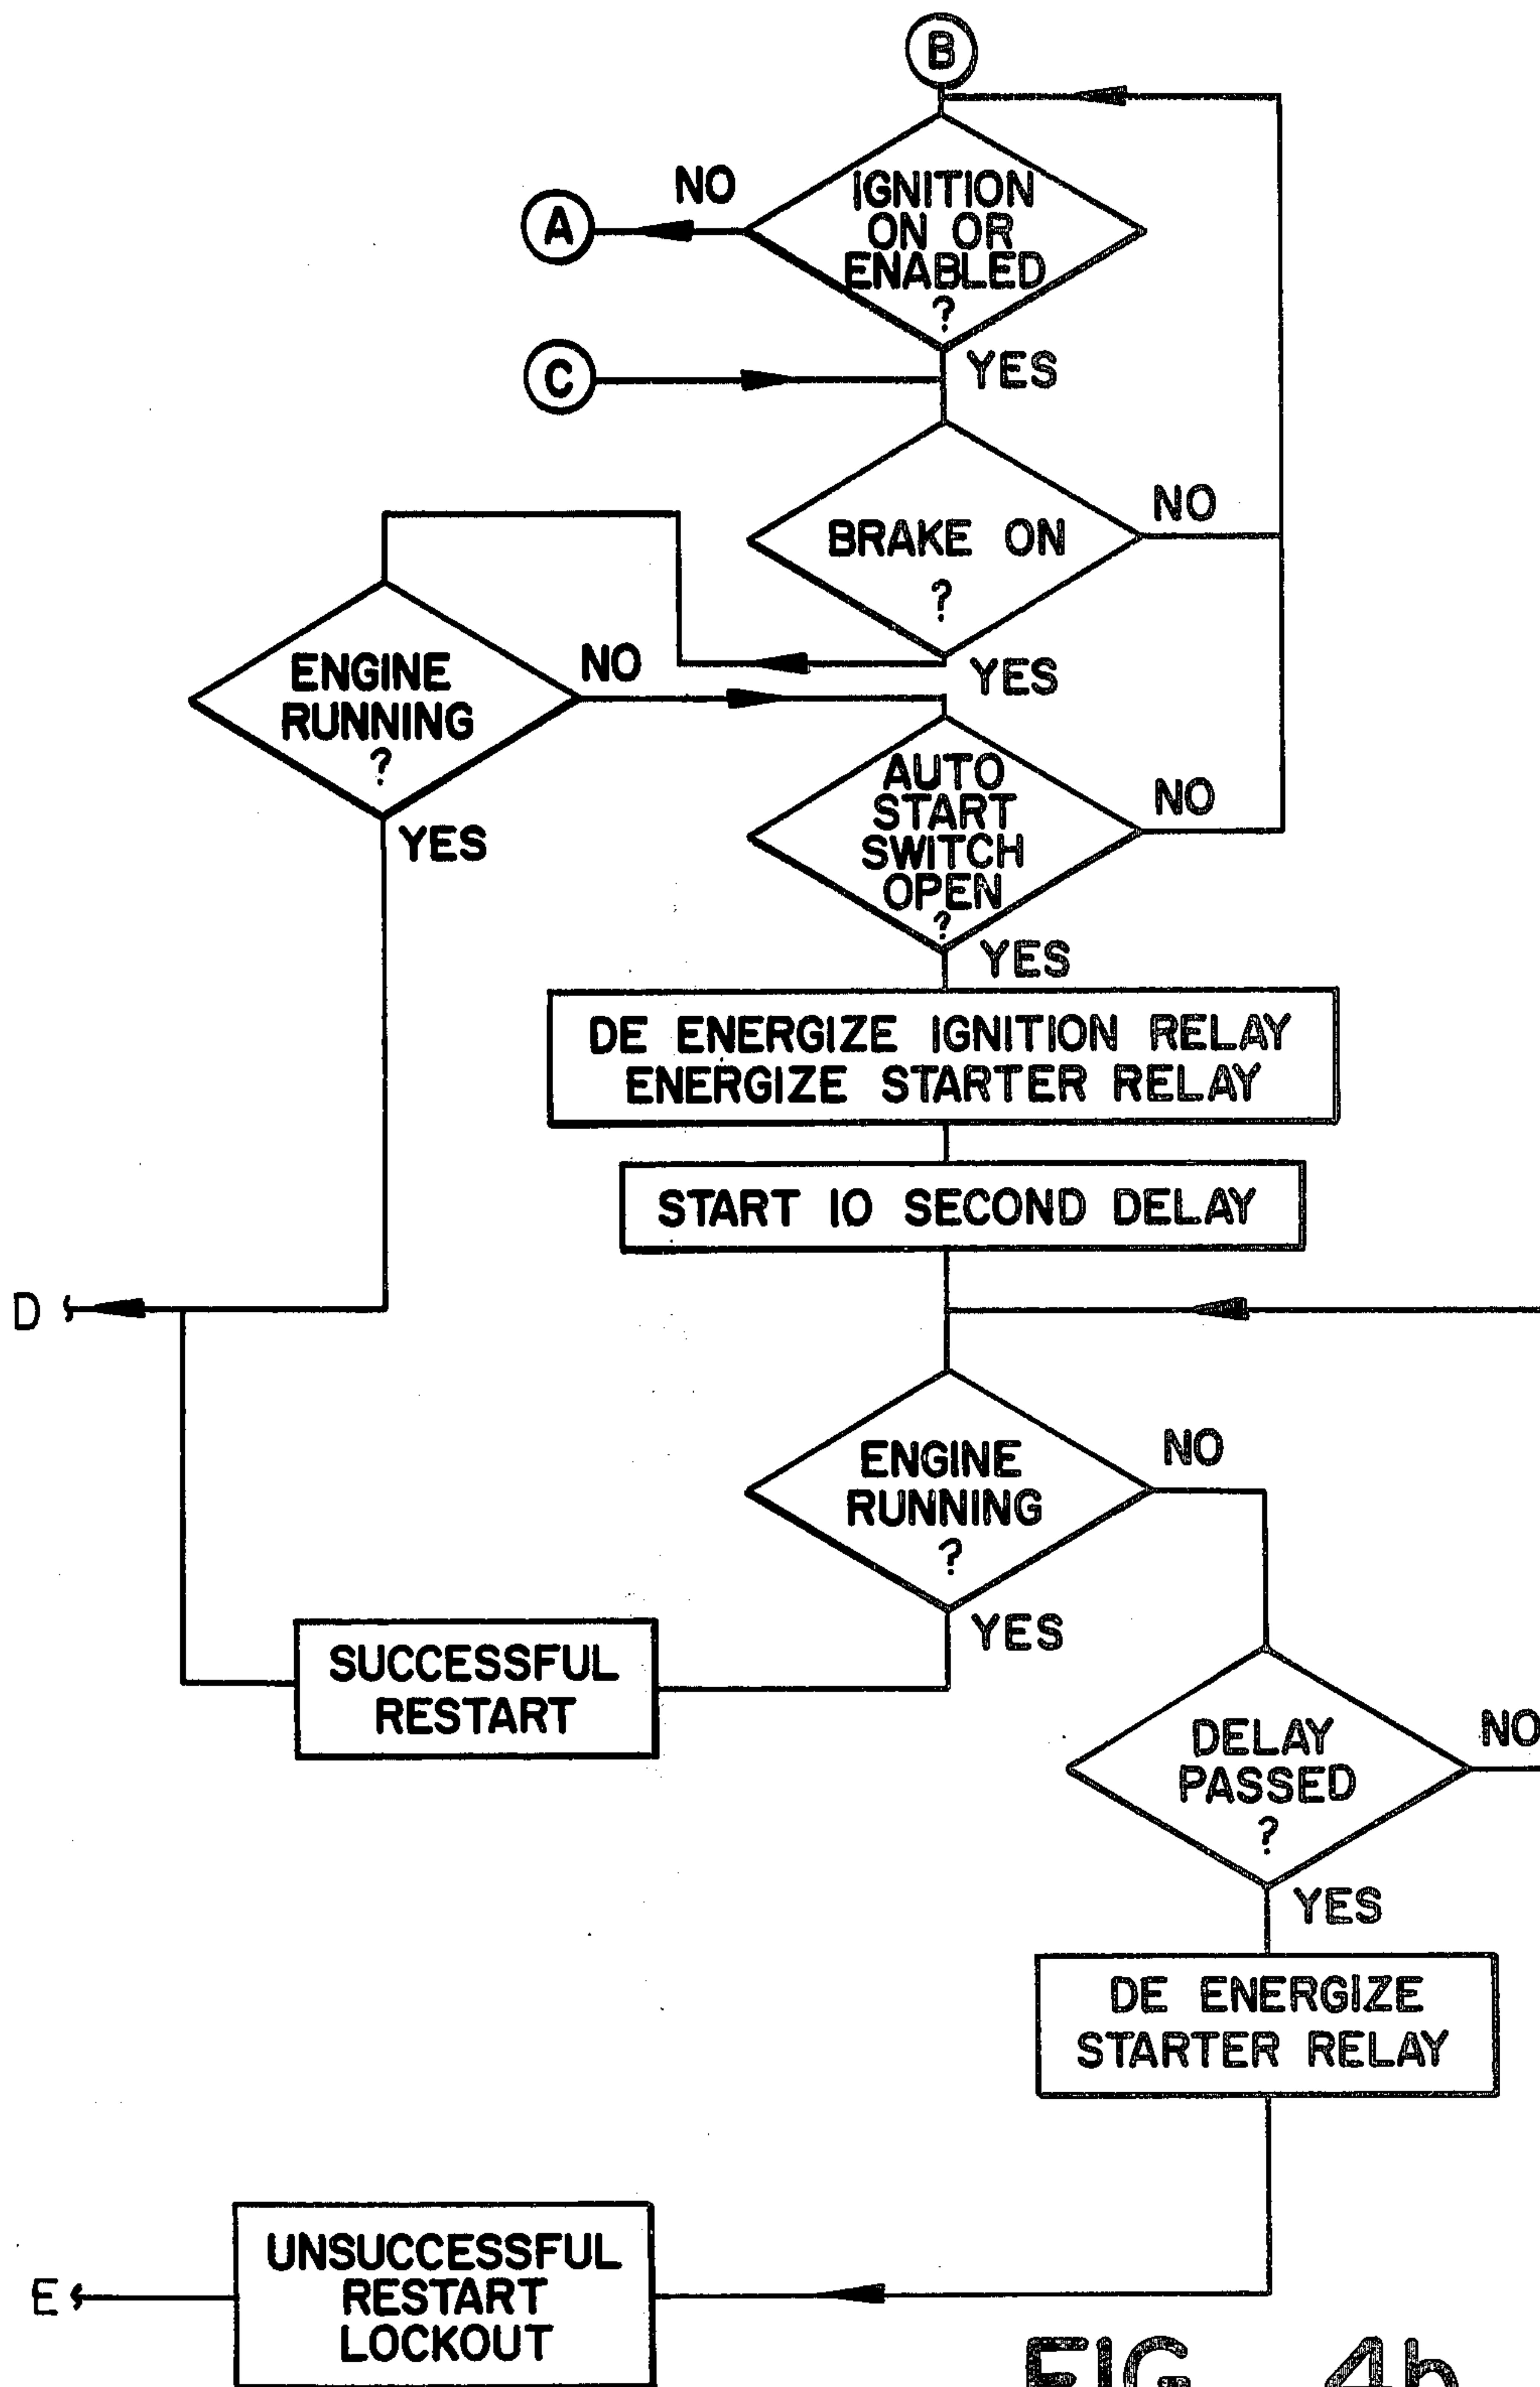 B
NO
IGNITION
ON OR
ENABLED
?
A
C
YES
BRAKE ON
?
NO
YES
ENGINE
RUNNING
?
NO
YES
AUTO
START
SWITCH
OPEN
?
NO
YES
DE ENERGIZE IGNITION RELAY
ENERGIZE STARTER RELAY
START 10 SECOND DELAY
D
ENGINE
RUNNING
?
NO
YES
SUCCESSFUL
RESTART
DELAY
PASSED
?
NO
YES
DE ENERGIZE
STARTER RELAY
UNSUCCESSFUL
RESTART
LOCKOUT
E
FIG. 4b